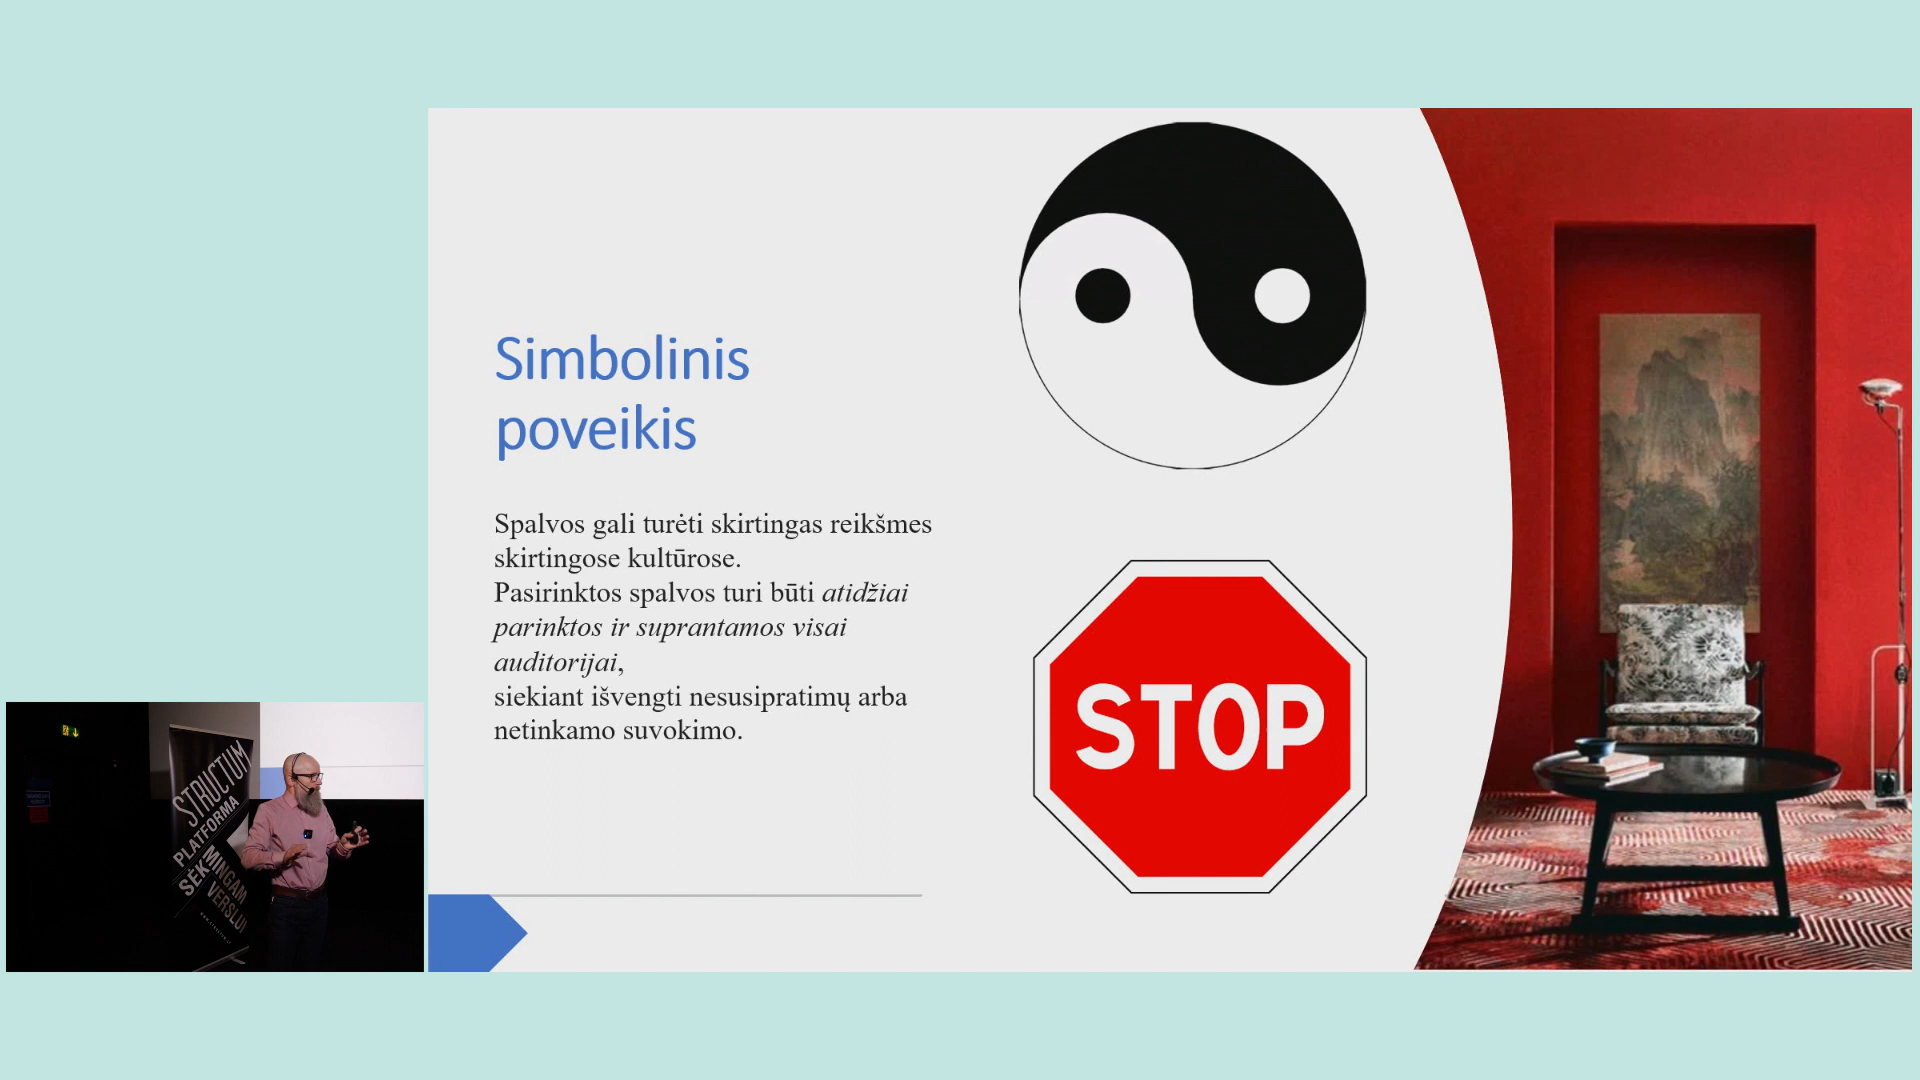 Simbolinis
poveikis
Spalvos gali turėti skirtingas reikšmes
skirtingose kultūrose.
Pasirinktos spalvos turi būti atidžiai
parinktos ir suprantamos visai
auditorijai,
siekiant išvengti nesusipratimų arba
netinkamo suvokimo.
STOP
STRUCTUM
PLATFORMA
SĖKMINGAM
VERSLUI